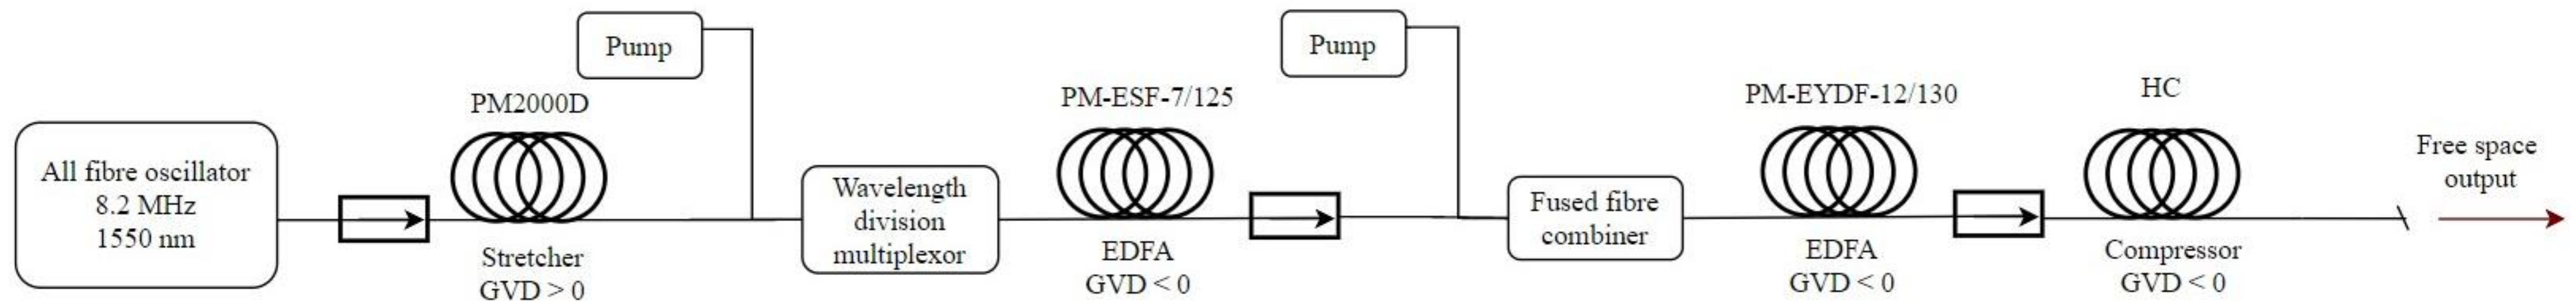 All fibre oscillator
8.2 MHz
1550 nm
PM2000D
Stretcher
GVD > 0
Pump
Wavelength
division
multiplexor
PM-ESF-7/125
EDFA
GVD < 0
Pump
Fused fibre
combiner
PM-EYDF-12/130
EDFA
GVD < 0
HC
Compressor
GVD < 0
Free space
output